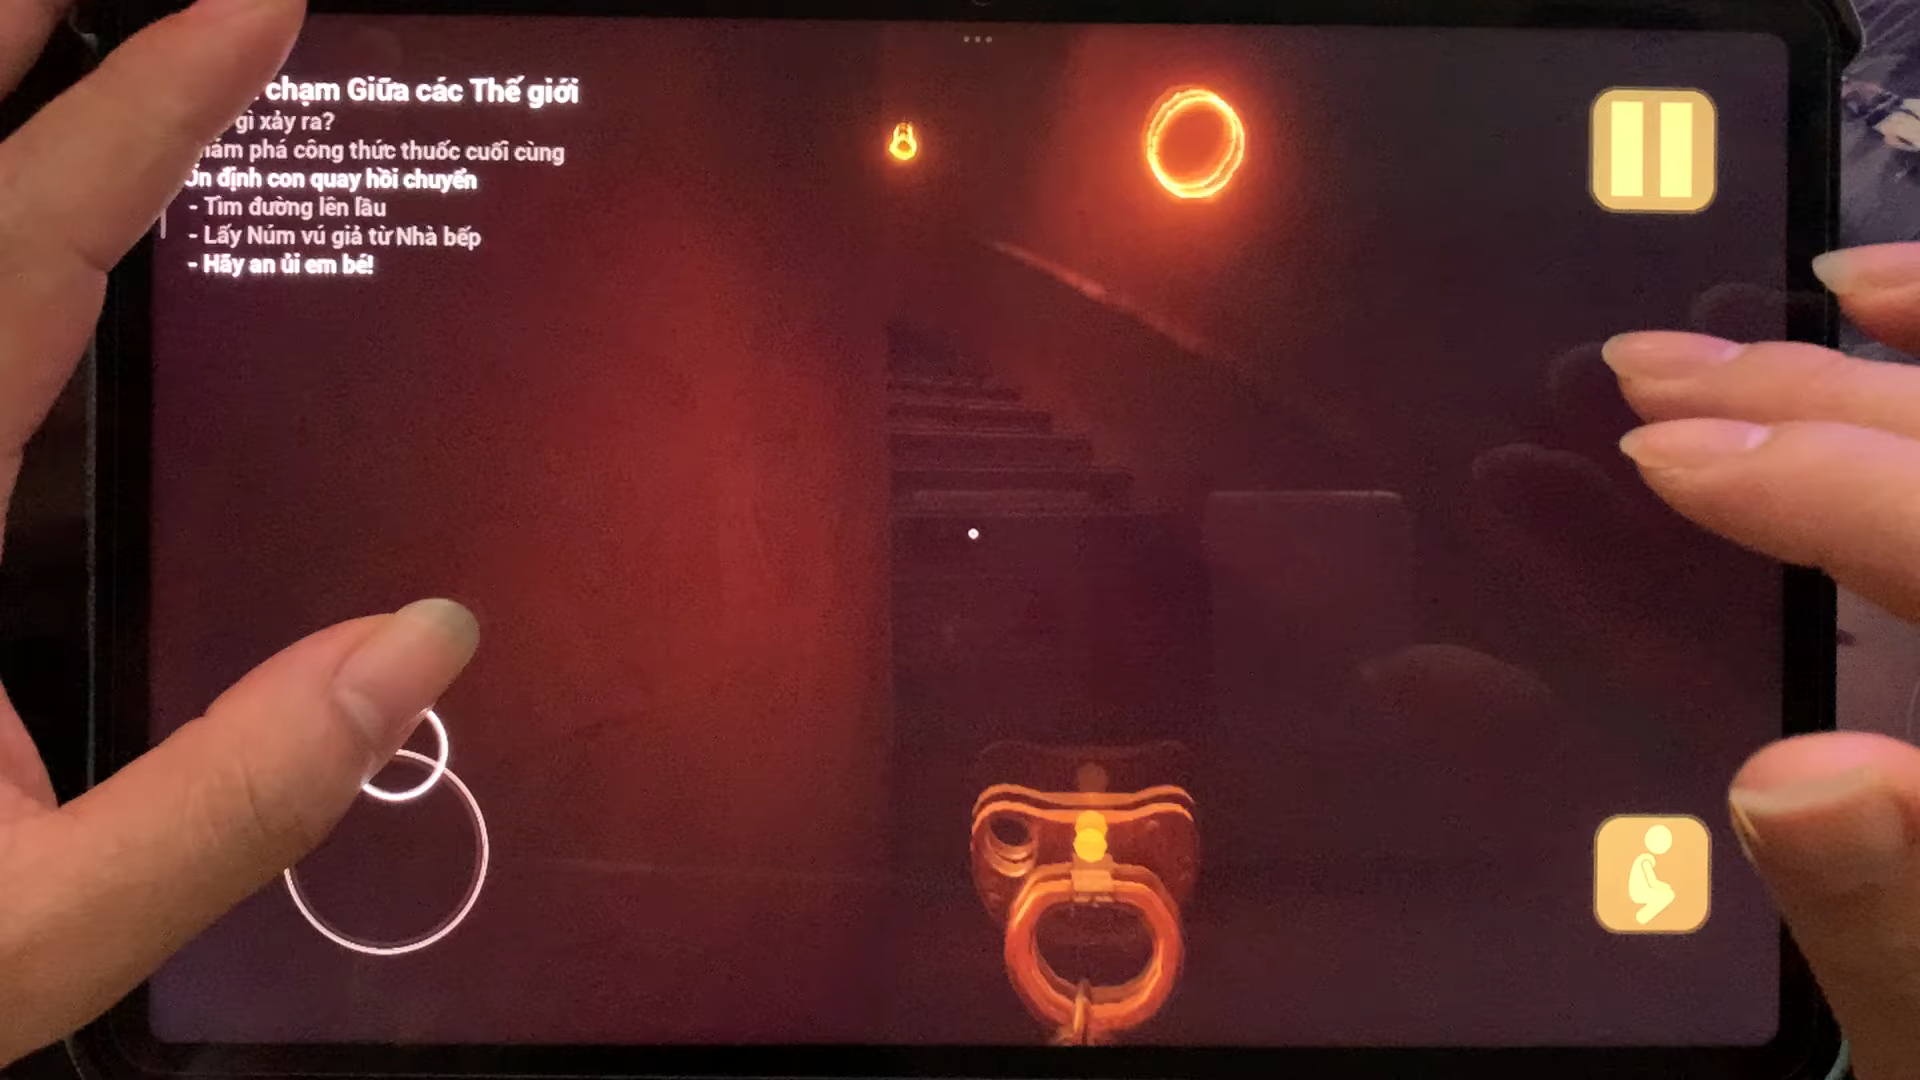 chạm Giữa các Thế giới
gì xảy ra?
phá công thức thuốc cuối cùng
Ổn định con quay hồi chuyển
- Tìm đường lên lầu
- Lấy Núm vú giả từ Nhà bếp
- Hãy an ủi em bé!